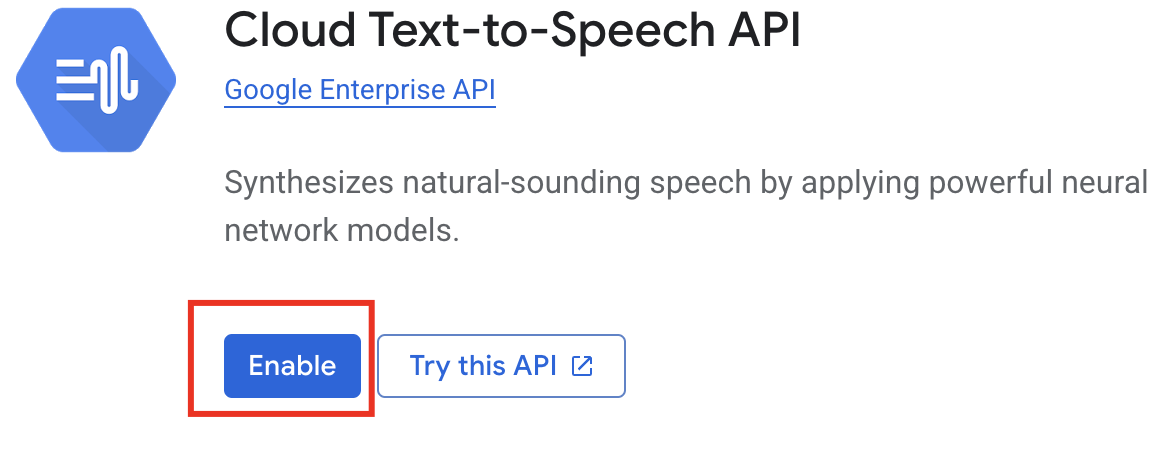 Cloud Text-to-Speech API
Google Enterprise API
Synthesizes natural-sounding speech by applying powerful neural
network models.
Enable
Try this API